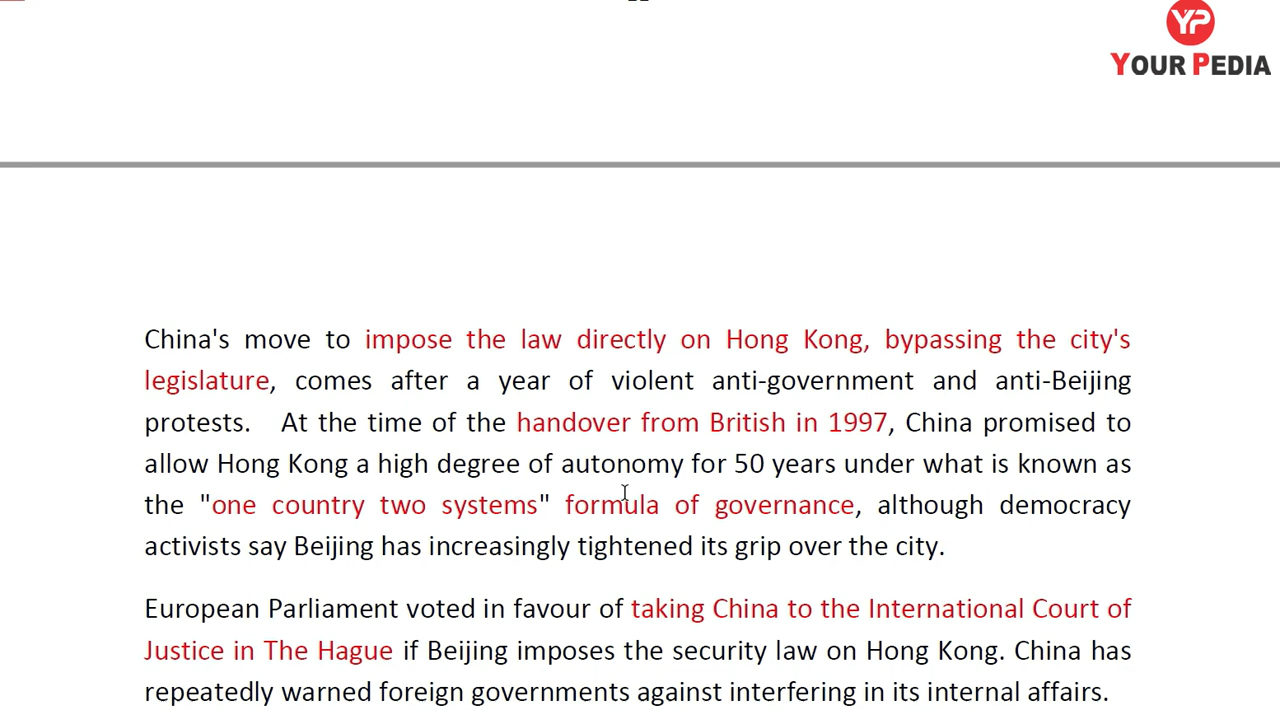 YP
YOUR PEDIA
China's move to impose the law directly on Hong Kong, bypassing the city's
legislature, comes after a year of violent anti-government and anti-Beijing
protests. At the time of the handover from British in 1997, China promised to
allow Hong Kong a high degree of autonomy for 50 years under what is known as
the "one country two systems" formula of governance, although democracy
activists say Beijing has increasingly tightened its grip over the city.
European Parliament voted in favour of taking China to the International Court of
Justice in The Hague if Beijing imposes the security law on Hong Kong. China has
repeatedly warned foreign governments against interfering in its internal affairs.